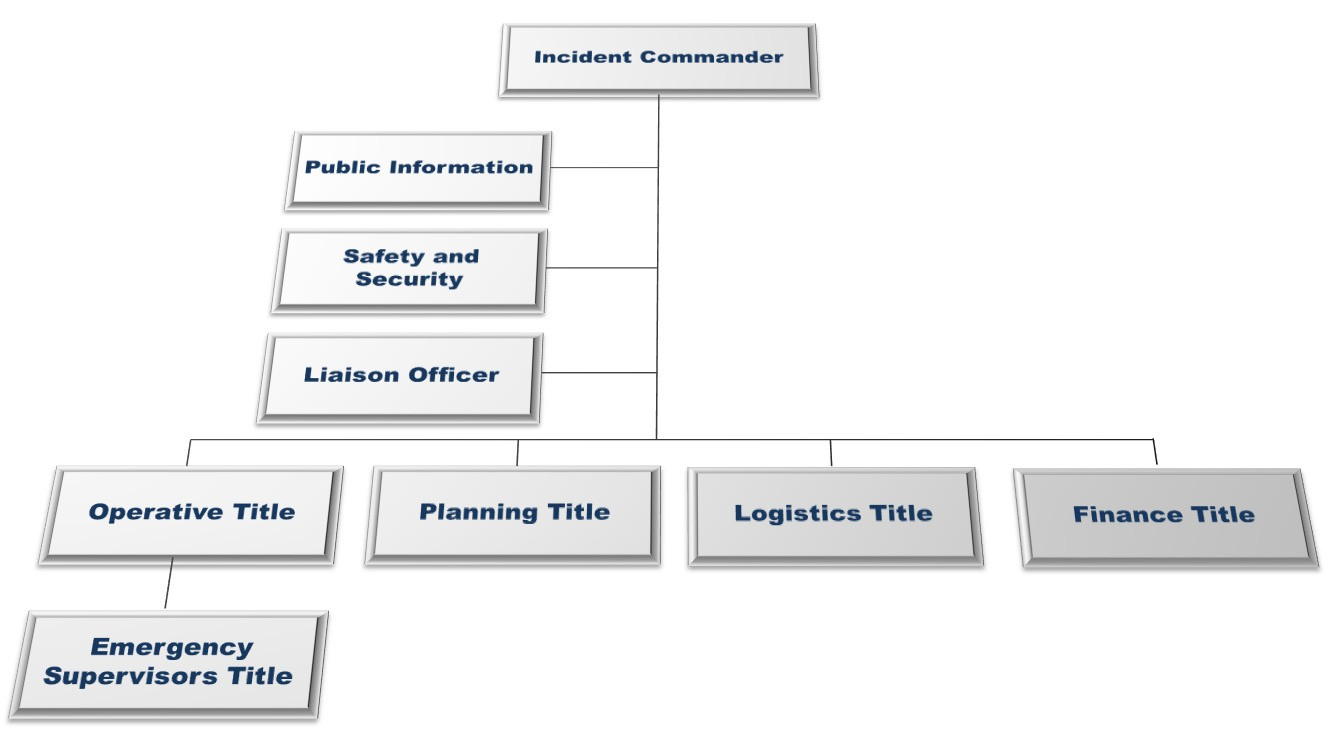 Incident Commander
Public Information
Safety and
Security
Liaison Officer
Operative Title
Planning Title
Logistics Title
Finance Title
Emergency
Supervisors Title